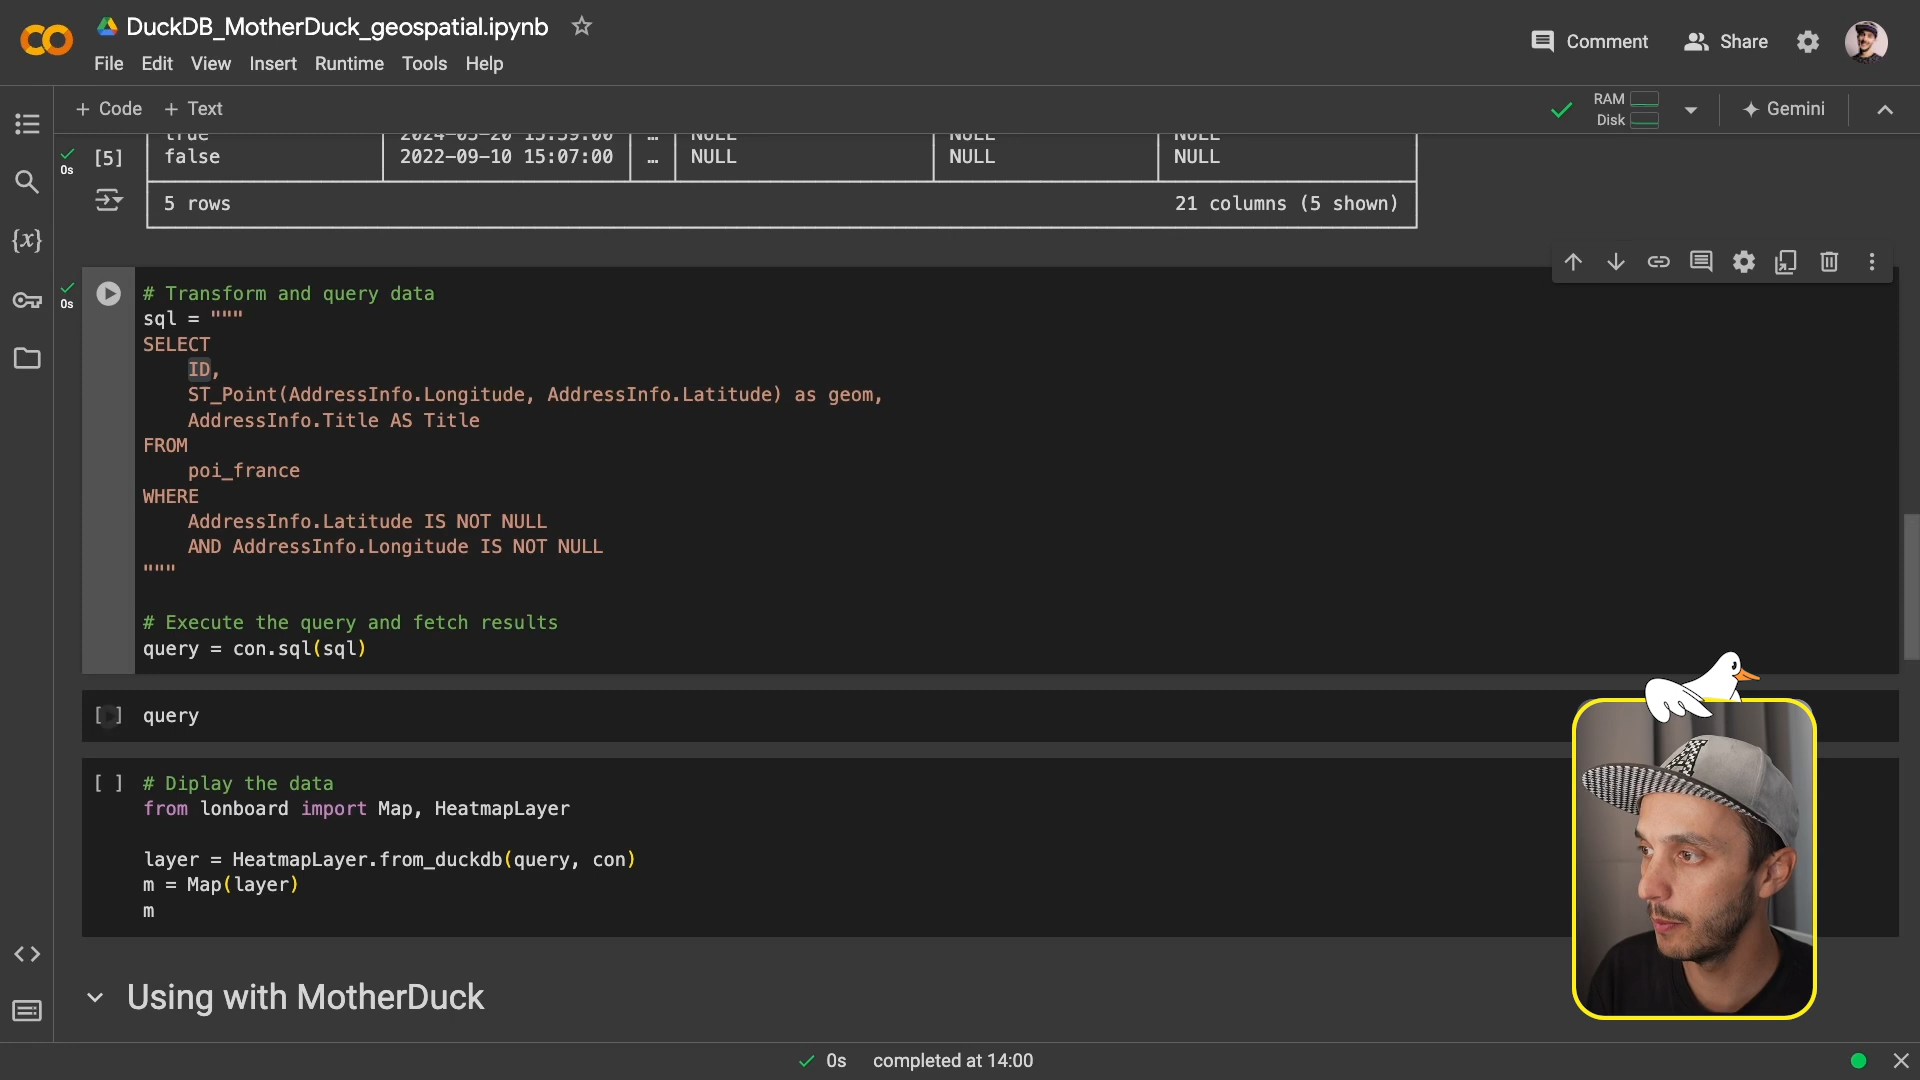 DuckDB_MotherDuck_geospatial.ipynb
File Edit View Insert Runtime Tools Help
Comment Share
+ Code + Text
RAM
Disk
Gemini
true 2024-03-20 15:39:00 … NULL NULL NULL
0s [5] false 2022-09-10 15:07:00 … NULL NULL NULL
5 rows 21 columns (5 shown)
0s # Transform and query data
sql = """
SELECT
ID,
ST_Point(AddressInfo.Longitude, AddressInfo.Latitude) as geom,
AddressInfo.Title AS Title
FROM
poi_france
WHERE
AddressInfo.Latitude IS NOT NULL
AND AddressInfo.Longitude IS NOT NULL
"""
# Execute the query and fetch results
query = con.sql(sql)
[ ] query
[ ] # Diplay the data
from lonboard import Map, HeatmapLayer
layer = HeatmapLayer.from_duckdb(query, con)
m = Map(layer)
m
Using with MotherDuck
0s completed at 14:00